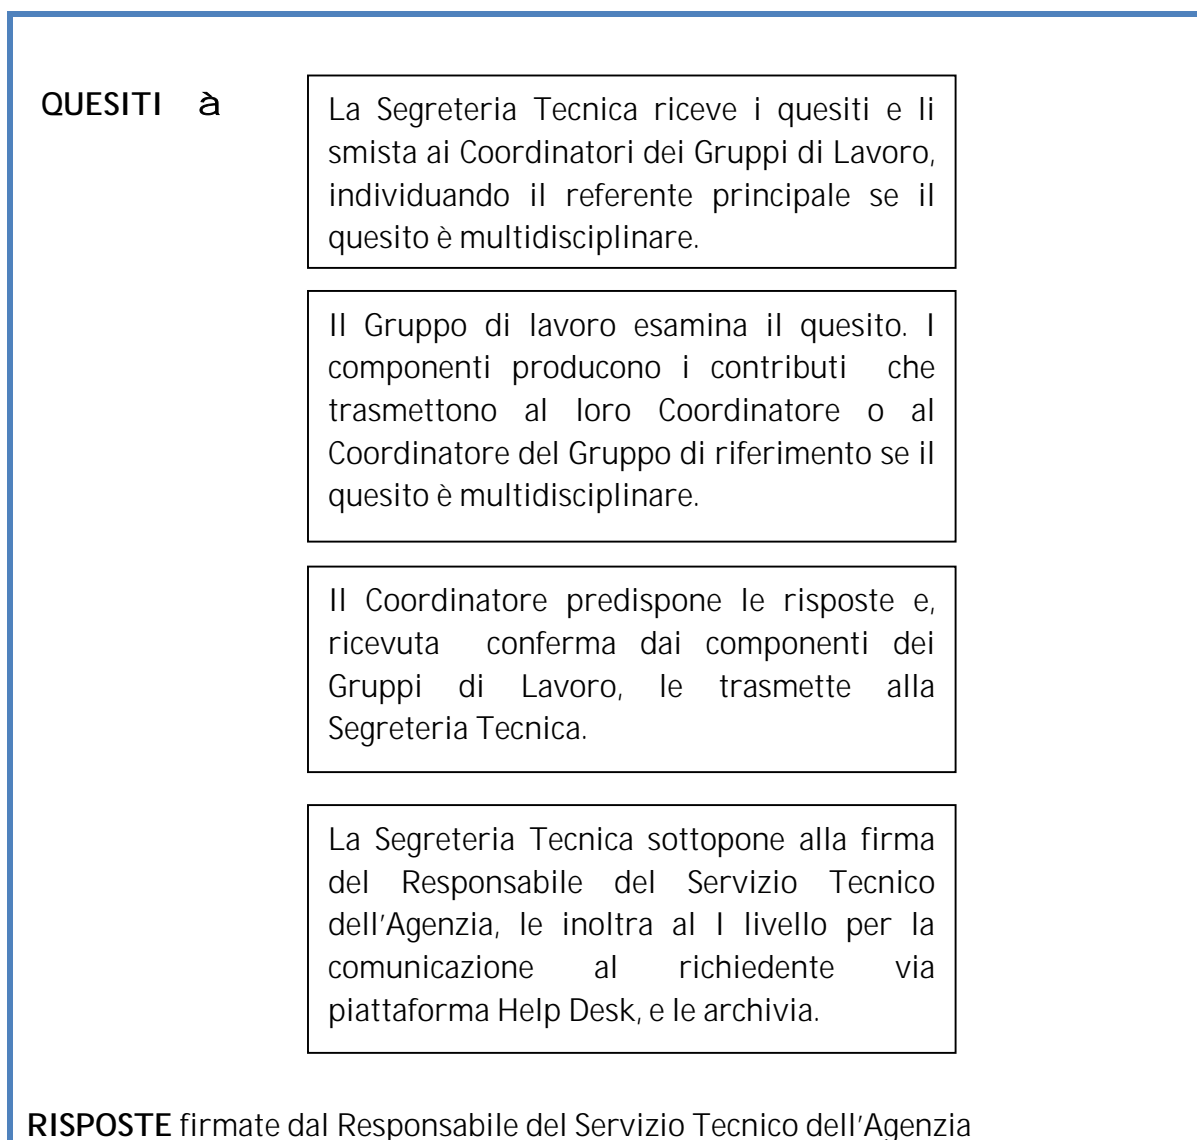 QUESITI à
La Segreteria Tecnica riceve i quesiti e li
smista ai Coordinatori dei Gruppi di Lavoro,
individuando il referente principale se il
quesito è multidisciplinare.
Il Gruppo di lavoro esamina il quesito. I
componenti producono i contributi che
trasmettono al loro Coordinatore o al
Coordinatore del Gruppo di riferimento se il
quesito è multidisciplinare.
Il Coordinatore predispone le risposte e,
ricevuta conferma dai componenti dei
Gruppi di Lavoro, le trasmette alla
Segreteria Tecnica.
La Segreteria Tecnica sottopone alla firma
del Responsabile del Servizio Tecnico
dell'Agenzia, le inoltra al I livello per la
comunicazione al richiedente via
piattaforma Help Desk, e le archivia.
RISPOSTE firmate dal Responsabile del Servizio Tecnico dell'Agenzia